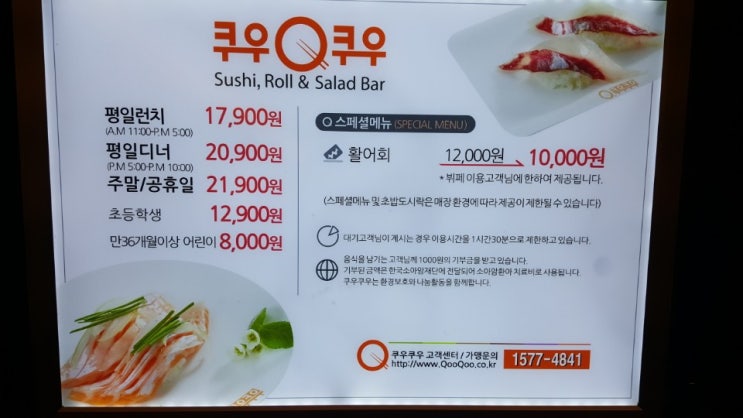 쿠우Q쿠우
Sushi, Roll & Salad Bar
평일런치 17,900원
(A.M 11:00-P.M 5:00)
평일디너 20,900원
(P.M 5:00-P.M 10:00)
주말/공휴일 21,900원
초등학생 12,900원
만36개월이상 어린이 8,000원
스페셜메뉴 (SPECIAL MENU)
활어회 12,000원 10,000원
* 뷔페 이용고객님에 한하여 제공됩니다.
(스페셜메뉴 및 초밥도시락은 매장 환경에 따라 제공이 제한될 수 있습니다)
대기고객님이 계시는 경우 이용시간을 1시간30분으로 제한하고 있습니다.
음식을 남기는 고객님께 1000원의 기부금을 받고 있습니다.
기부된 금액은 한국소아암재단에 전달되어 소아암환아 치료비로 사용됩니다.
쿠우쿠우는 환경보호와 나눔활동을 함께합니다.
쿠우쿠우 고객센터 / 가맹문의 1577-4841
http://www.QooQoo.co.kr